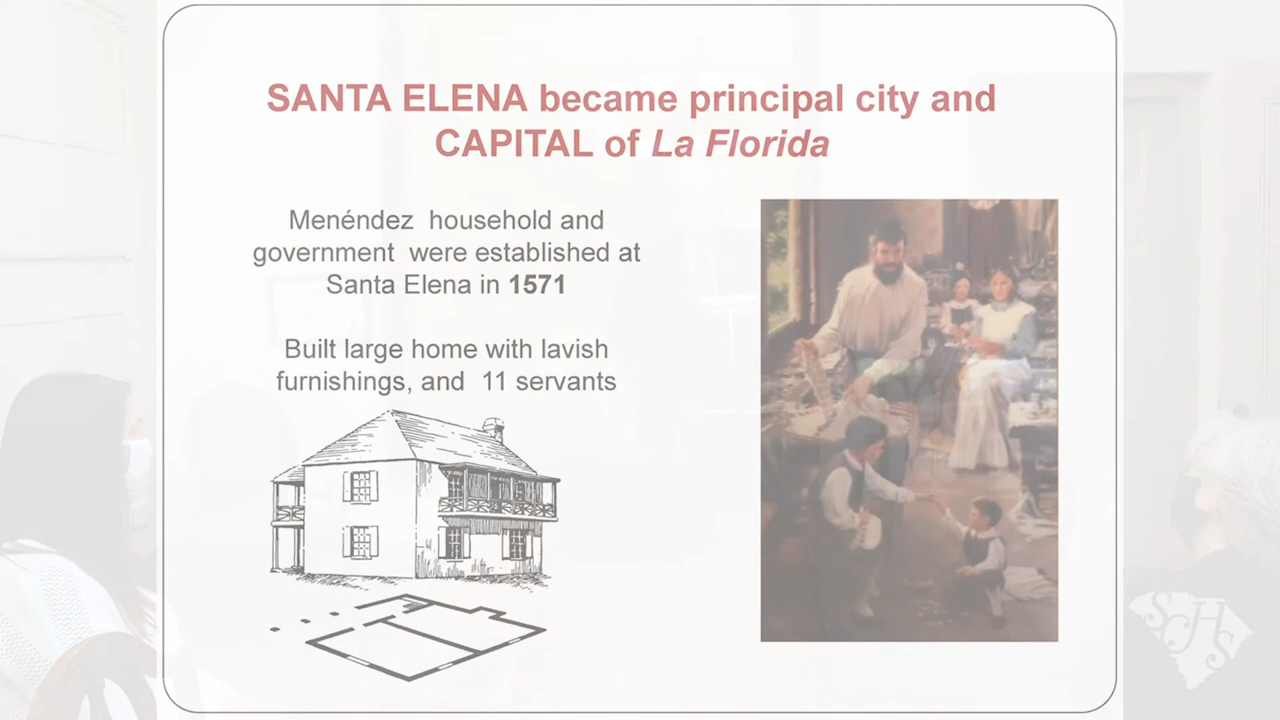 SANTA ELENA became principal city and
CAPITAL of La Florida
Menéndez household and
government were established at
Santa Elena in 1571
Built large home with lavish
furnishings, and 11 servants
SCHS